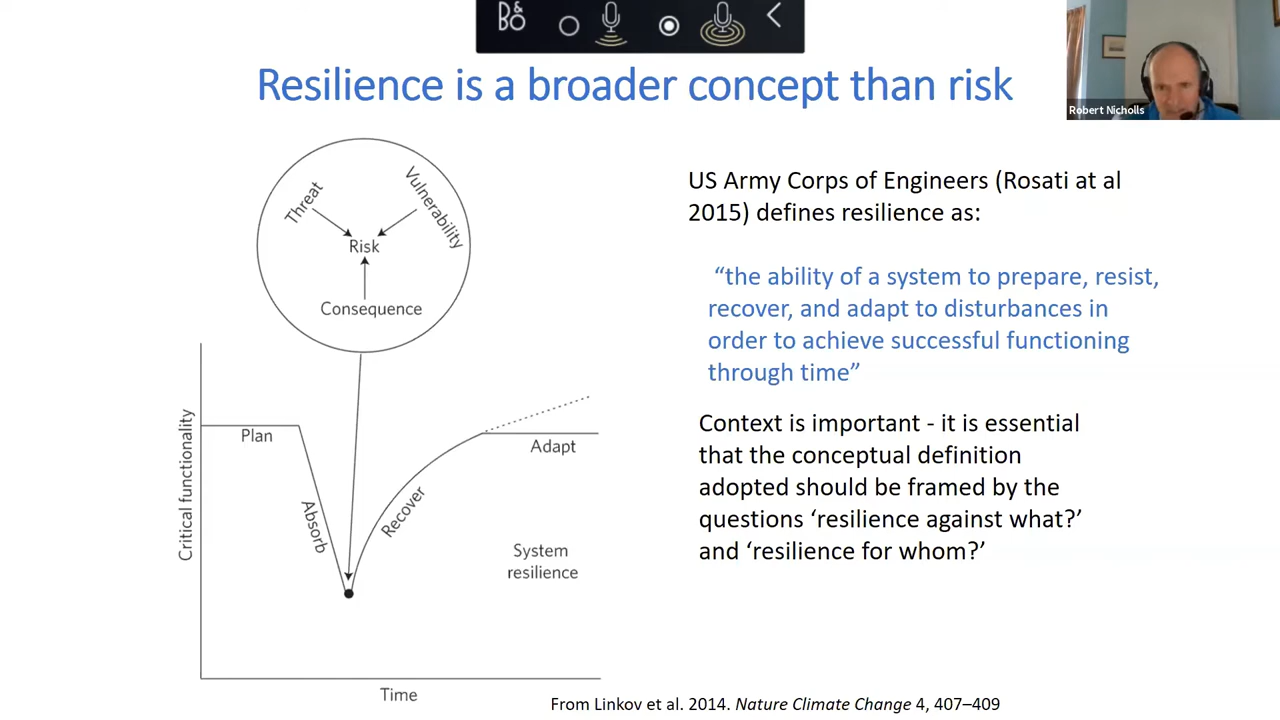 B&O
Robert Nicholls
Resilience is a broader concept than risk
Threat
Vulnerability
Risk
Consequence
Critical functionality
Plan
Absorb
Recover
Adapt
System
resilience
Time
US Army Corps of Engineers (Rosati at al
2015) defines resilience as:
“the ability of a system to prepare, resist,
recover, and adapt to disturbances in
order to achieve successful functioning
through time”
Context is important - it is essential
that the conceptual definition
adopted should be framed by the
questions ‘resilience against what?’
and ‘resilience for whom?’
From Linkov et al. 2014. Nature Climate Change 4, 407–409